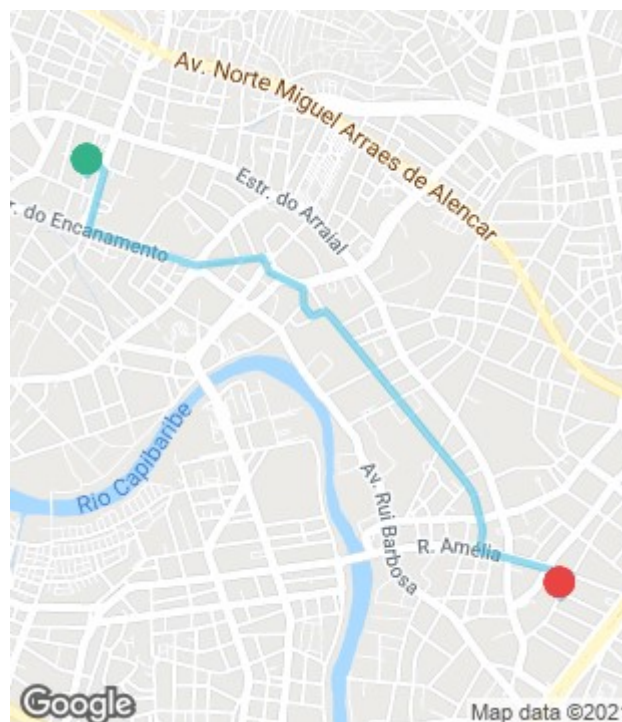 Av. Norte Miguel Arraes de Alencar
Estr. do Arraial
r. do Encanamento
Rio Capibaribe
Av. Rui Barbosa
R. Amélia
Google
Map data ©202